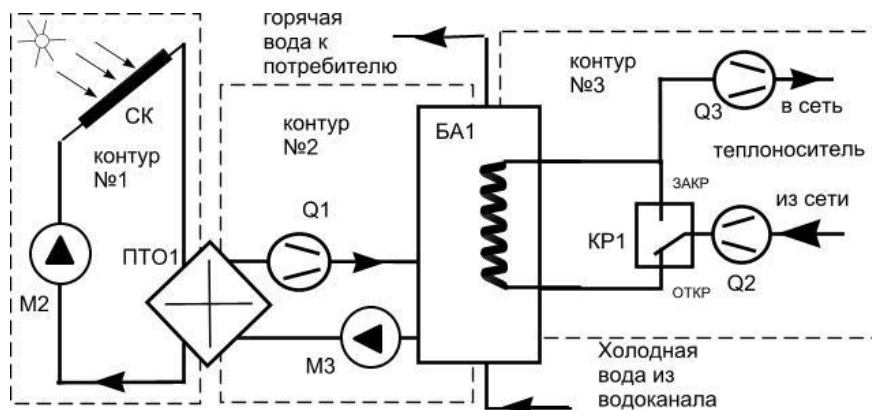 горячая
вода к
потребителю
контур
№3
Q3
в сеть
СК
контур
№1
контур
№2
БА1
теплоноситель
ЗАКР
из сети
Q1
КР1
ПТО1
Q2
ОТКР
М2
М3
Холодная
вода из
водоканала